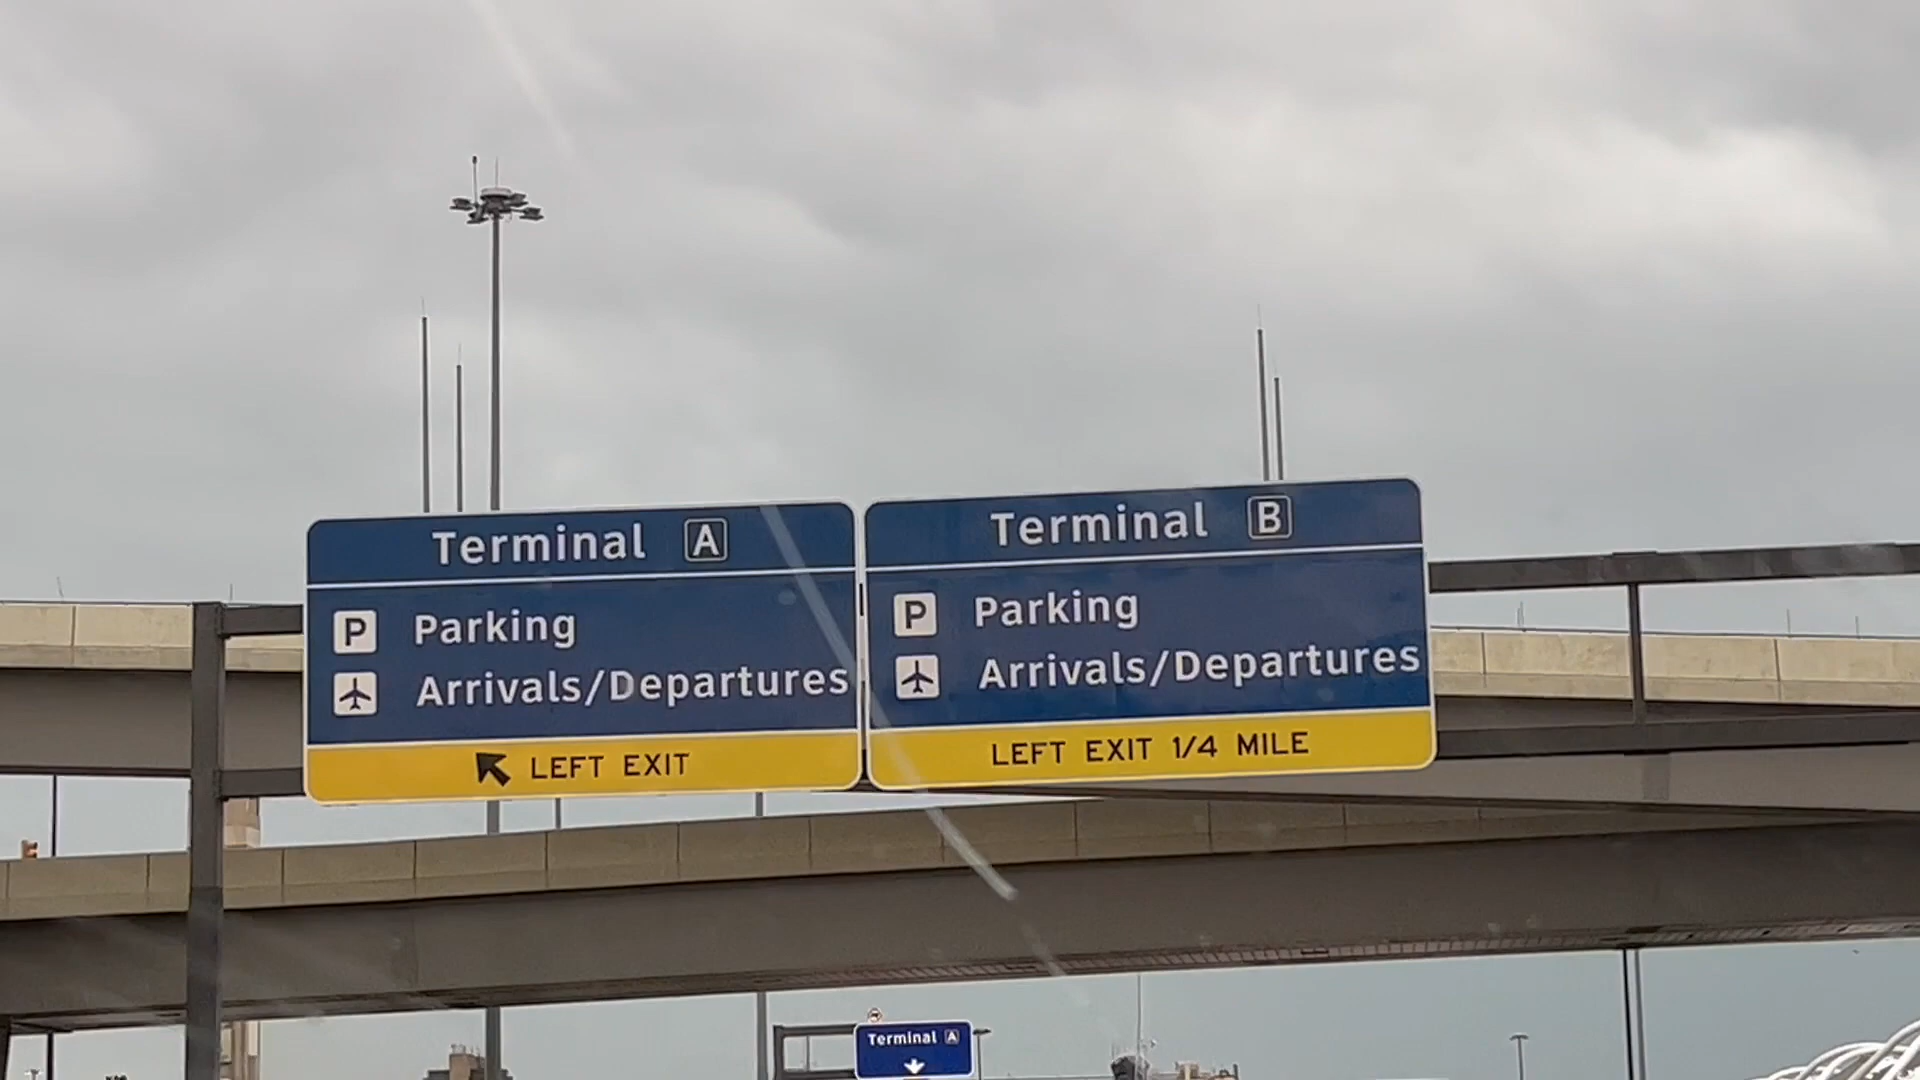 Terminal A
P Parking
Arrivals/Departures
LEFT EXIT
Terminal B
P Parking
Arrivals/Departures
LEFT EXIT 1/4 MILE
Terminal A